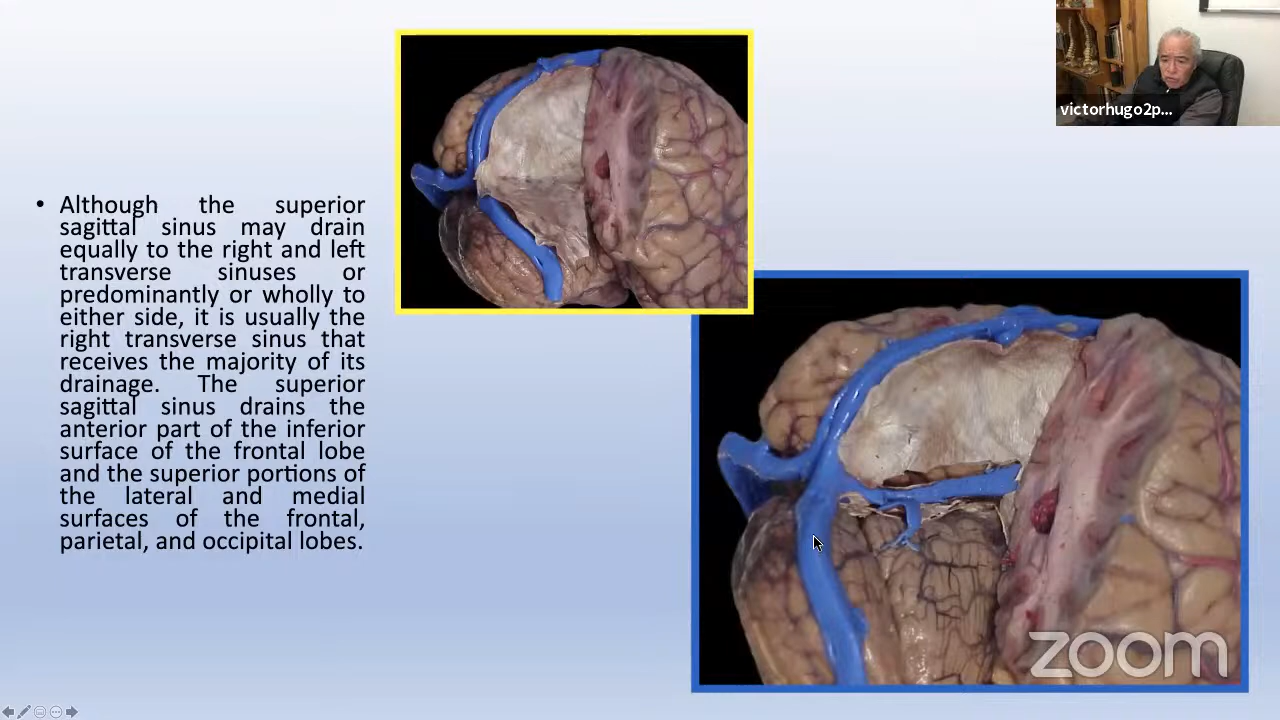 victorhugo2p...
• Although the superior
sagittal sinus may drain
equally to the right and left
transverse sinuses or
predominantly or wholly to
either side, it is usually the
right transverse sinus that
receives the majority of its
drainage. The superior
sagittal sinus drains the
anterior part of the inferior
surface of the frontal lobe
and the superior portions of
the lateral and medial
surfaces of the frontal,
parietal, and occipital lobes.
zoom